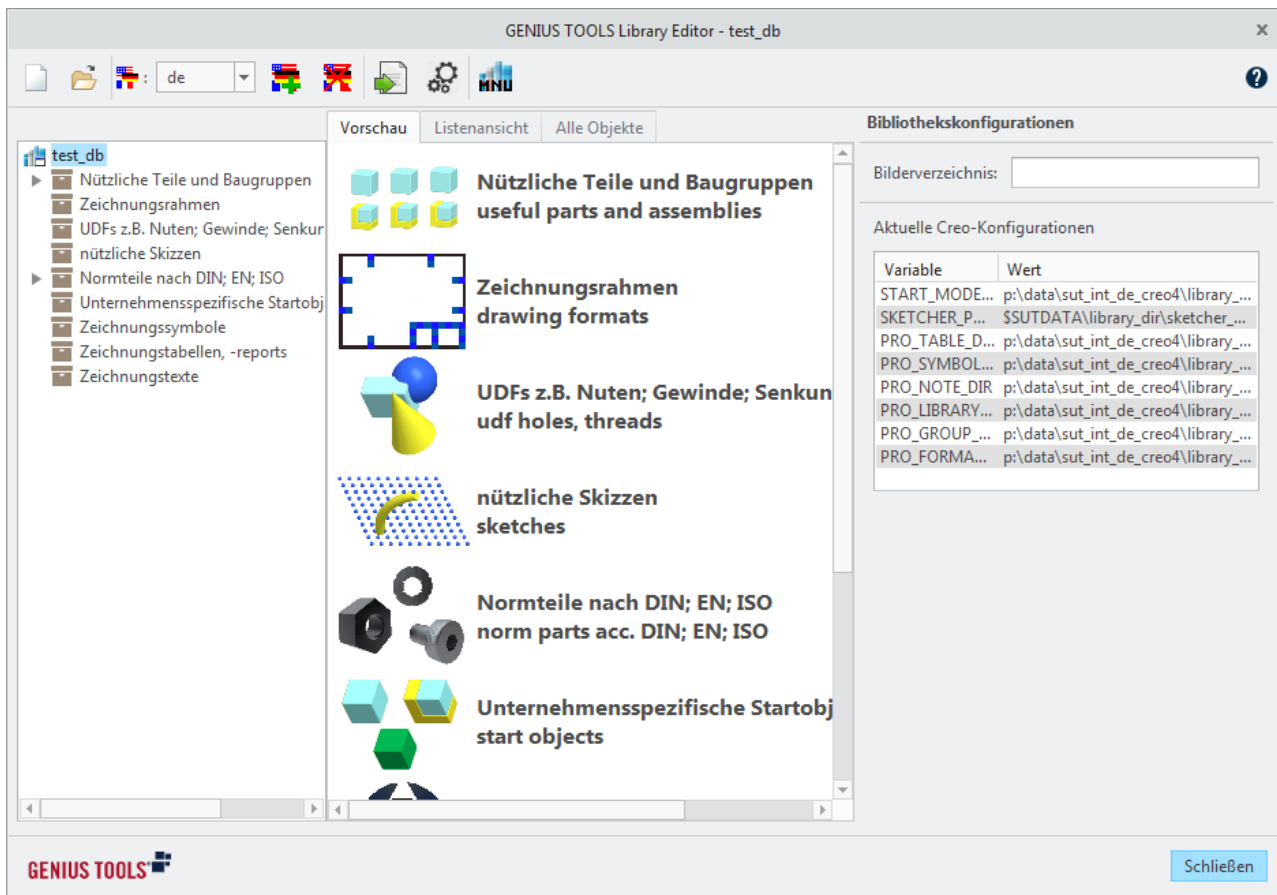 GENIUS TOOLS Library Editor - test_db
: de
MNU
Vorschau Listenansicht Alle Objekte
Bibliothekskonfigurationen
test_db
Nützliche Teile und Baugruppen
Zeichnungsrahmen
UDFs z.B. Nuten; Gewinde; Senkur
nützliche Skizzen
Normteile nach DIN; EN; ISO
Unternehmensspezifische Startobj
Zeichnungssymbole
Zeichnungstabellen, -reports
Zeichnungstexte
Nützliche Teile und Baugruppen
useful parts and assemblies
Zeichnungsrahmen
drawing formats
UDFs z.B. Nuten; Gewinde; Senkun
udf holes, threads
nützliche Skizzen
sketches
Normteile nach DIN; EN; ISO
norm parts acc. DIN; EN; ISO
Unternehmensspezifische Startobj
start objects
Bilderverzeichnis:
Aktuelle Creo-Konfigurationen
Variable Wert
START_MODE... p:\data\sut_int_de_creo4\library_...
SKETCHER_P... $SUTDATA\library_dir\sketcher_...
PRO_TABLE_D... p:\data\sut_int_de_creo4\library_...
PRO_SYMBOL... p:\data\sut_int_de_creo4\library_...
PRO_NOTE_DIR p:\data\sut_int_de_creo4\library_...
PRO_LIBRARY... p:\data\sut_int_de_creo4\library_...
PRO_GROUP_... p:\data\sut_int_de_creo4\library_...
PRO_FORMA... p:\data\sut_int_de_creo4\library_...
GENIUS TOOLS
Schließen